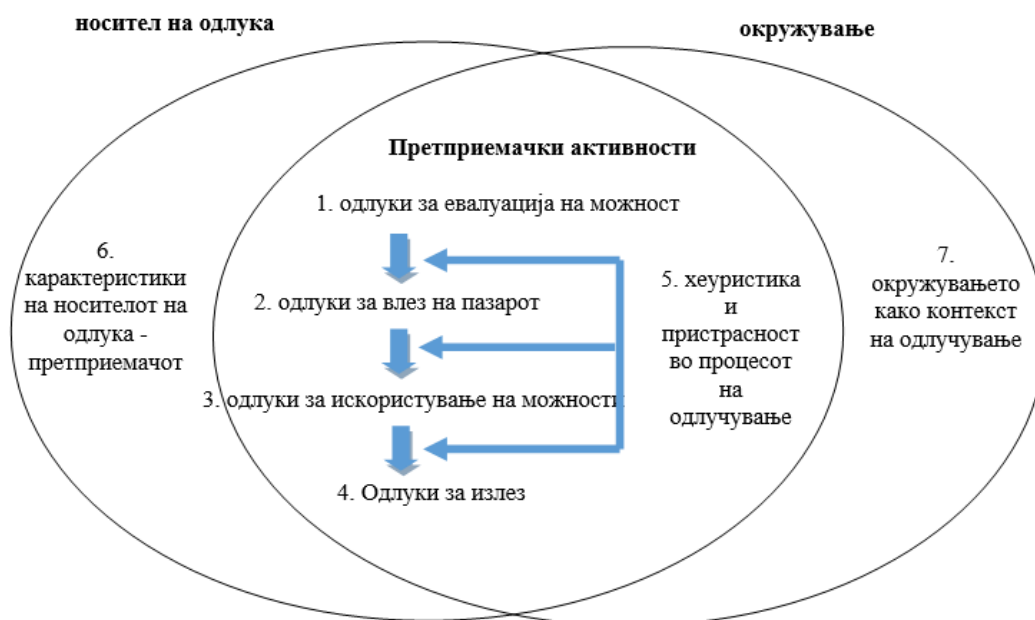 носител на одлука
окружување
Претприемачки активности
1. одлуки за евалуација на можност
6.
карактеристики
на носителот на
одлука -
претприемачот
2. одлуки за влез на пазарот
3. одлуки за искористување на можности
4. Одлуки за излез
5. хеуристика
и
пристрасност
во процесот
на
одлучување
7.
окружувањето
како контекст
на одлучување